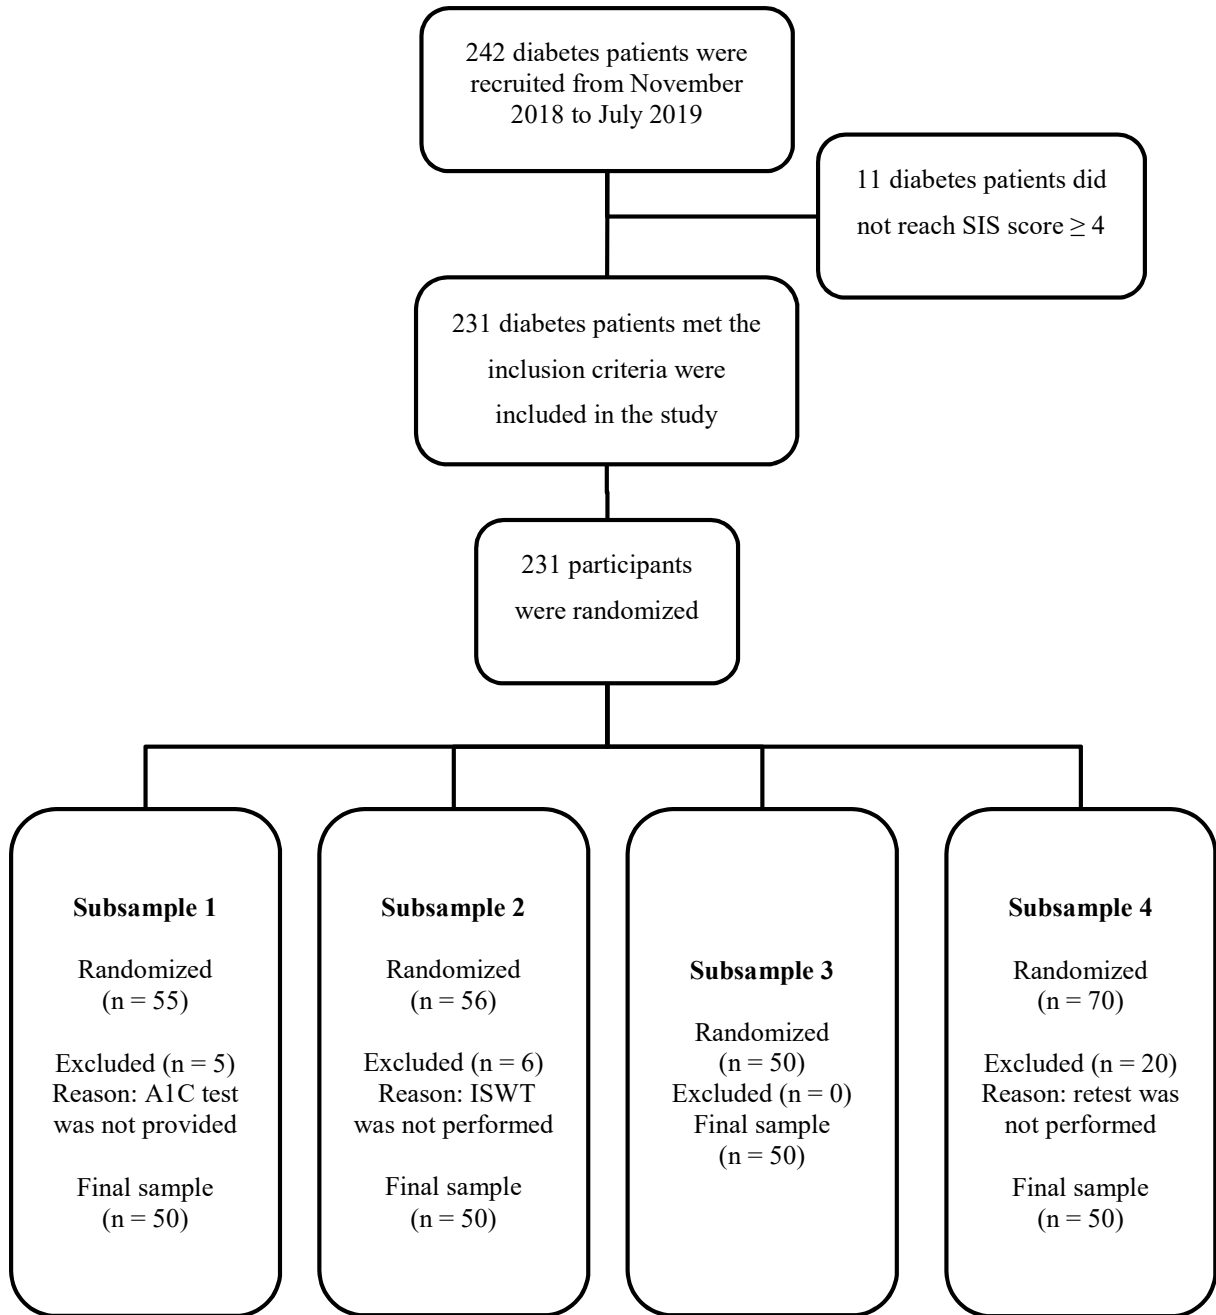 242 diabetes patients were
recruited from November
2018 to July 2019
11 diabetes patients did
not reach SIS score ≥ 4
231 diabetes patients met the
inclusion criteria were
included in the study
231 participants
were randomized
Subsample 1
Randomized
(n = 55)
Excluded (n = 5)
Reason: A1C test
was not provided
Final sample
(n = 50)
Subsample 2
Randomized
(n = 56)
Excluded (n = 6)
Reason: ISWT
was not performed
Final sample
(n = 50)
Subsample 3
Randomized
(n = 50)
Excluded (n = 0)
Final sample
(n = 50)
Subsample 4
Randomized
(n = 70)
Excluded (n = 20)
Reason: retest was
not performed
Final sample
(n = 50)